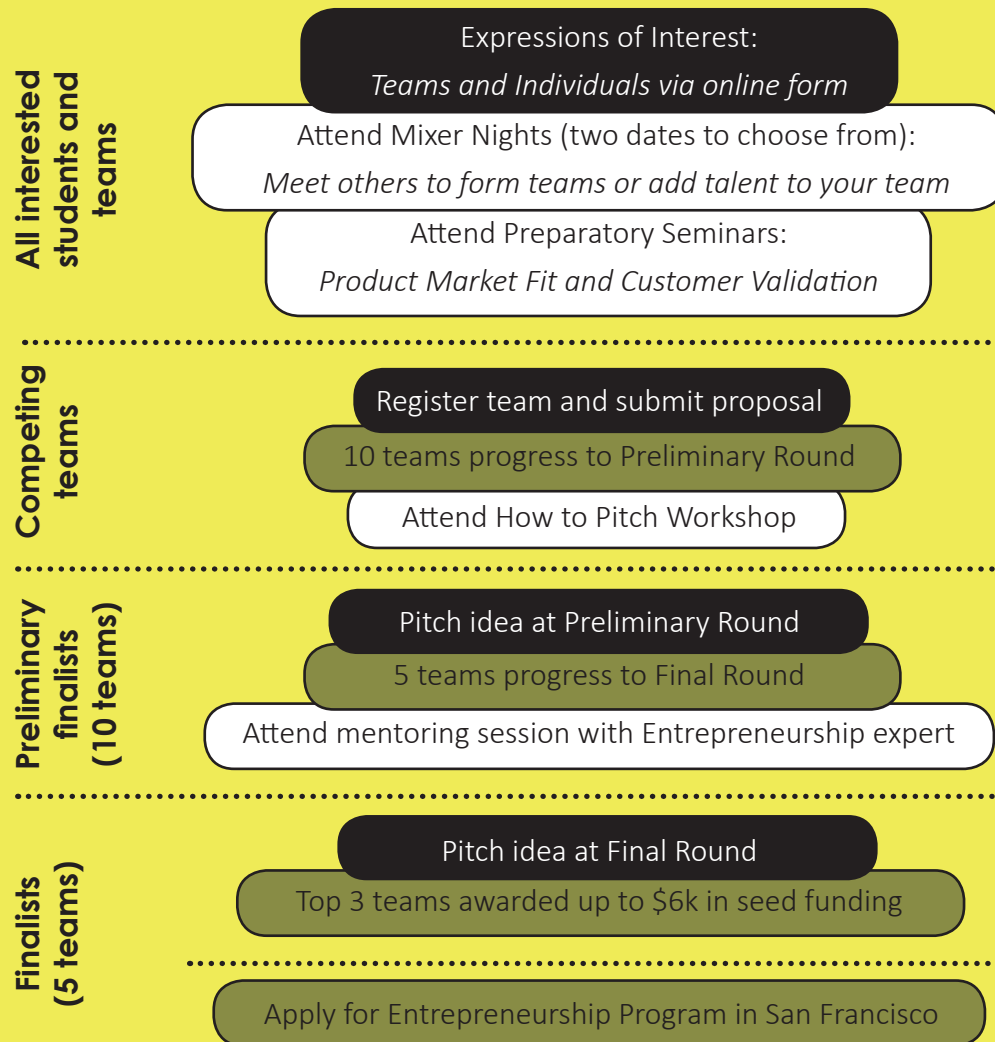 All interested
students and
teams
Expressions of Interest:
Teams and Individuals via online form
Attend Mixer Nights (two dates to choose from):
Meet others to form teams or add talent to your team
Attend Preparatory Seminars:
Product Market Fit and Customer Validation
Competing
teams
Register team and submit proposal
10 teams progress to Preliminary Round
Attend How to Pitch Workshop
Preliminary
finalists
(10 teams)
Pitch idea at Preliminary Round
5 teams progress to Final Round
Attend mentoring session with Entrepreneurship expert
Finalists
(5 teams)
Pitch idea at Final Round
Top 3 teams awarded up to $6k in seed funding
Apply for Entrepreneurship Program in San Francisco